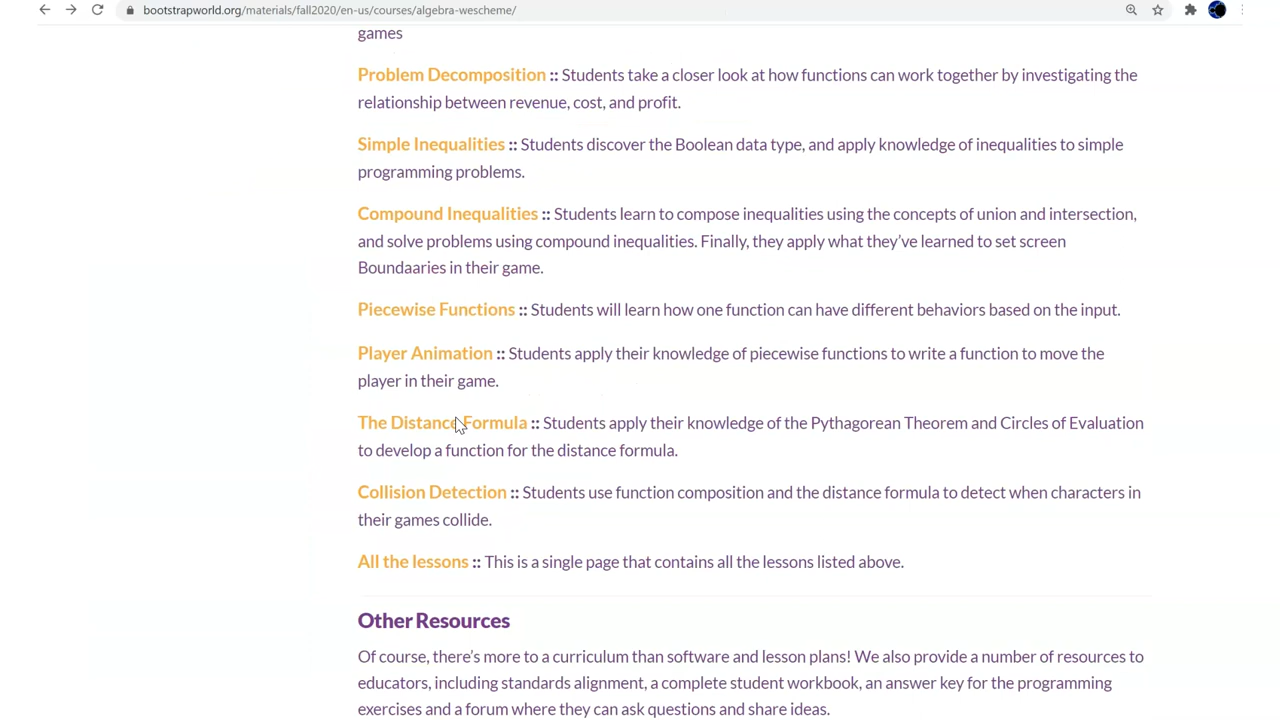 bootstrapworld.org/materials/fall2020/en-us/courses/algebra-wescheme/
games
Problem Decomposition :: Students take a closer look at how functions can work together by investigating the
relationship between revenue, cost, and profit.
Simple Inequalities :: Students discover the Boolean data type, and apply knowledge of inequalities to simple
programming problems.
Compound Inequalities :: Students learn to compose inequalities using the concepts of union and intersection,
and solve problems using compound inequalities. Finally, they apply what they’ve learned to set screen
Boundaaries in their game.
Piecewise Functions :: Students will learn how one function can have different behaviors based on the input.
Player Animation :: Students apply their knowledge of piecewise functions to write a function to move the
player in their game.
The Distance Formula :: Students apply their knowledge of the Pythagorean Theorem and Circles of Evaluation
to develop a function for the distance formula.
Collision Detection :: Students use function composition and the distance formula to detect when characters in
their games collide.
All the lessons :: This is a single page that contains all the lessons listed above.
Other Resources
Of course, there’s more to a curriculum than software and lesson plans! We also provide a number of resources to
educators, including standards alignment, a complete student workbook, an answer key for the programming
exercises and a forum where they can ask questions and share ideas.